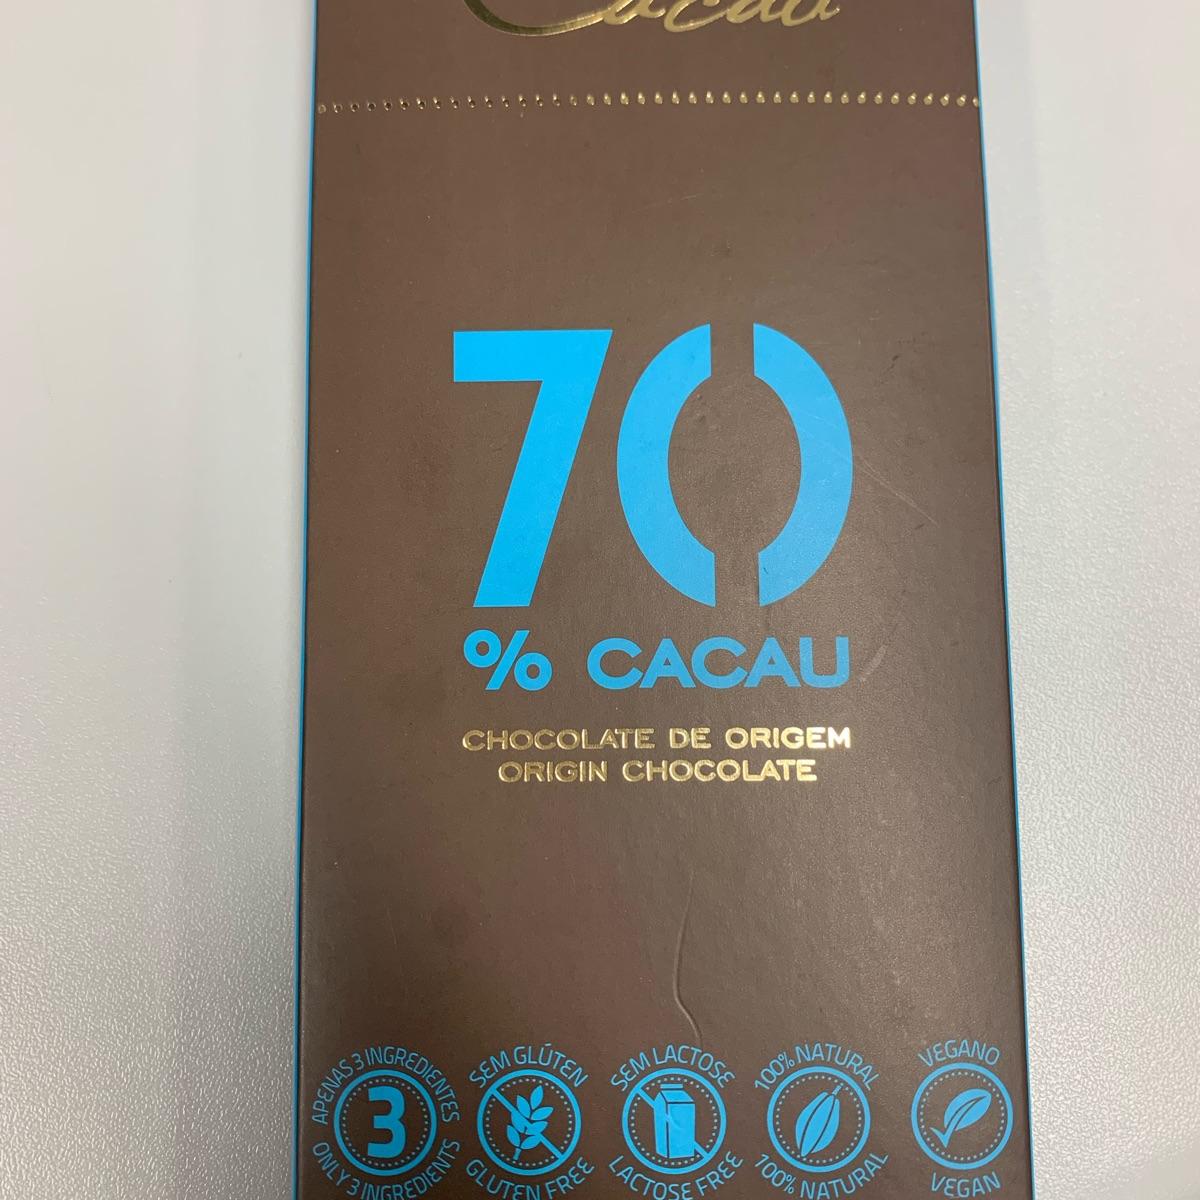 Cacau
70
% CACAU
CHOCOLATE DE ORIGEM
ORIGIN CHOCOLATE
APENAS 3 INGREDIENTES
3
ONLY 3 INGREDIENTS
SEM GLÚTEN
GLUTEN FREE
SEM LACTOSE
LACTOSE FREE
100% NATURAL
100% NATURAL
VEGANO
VEGAN